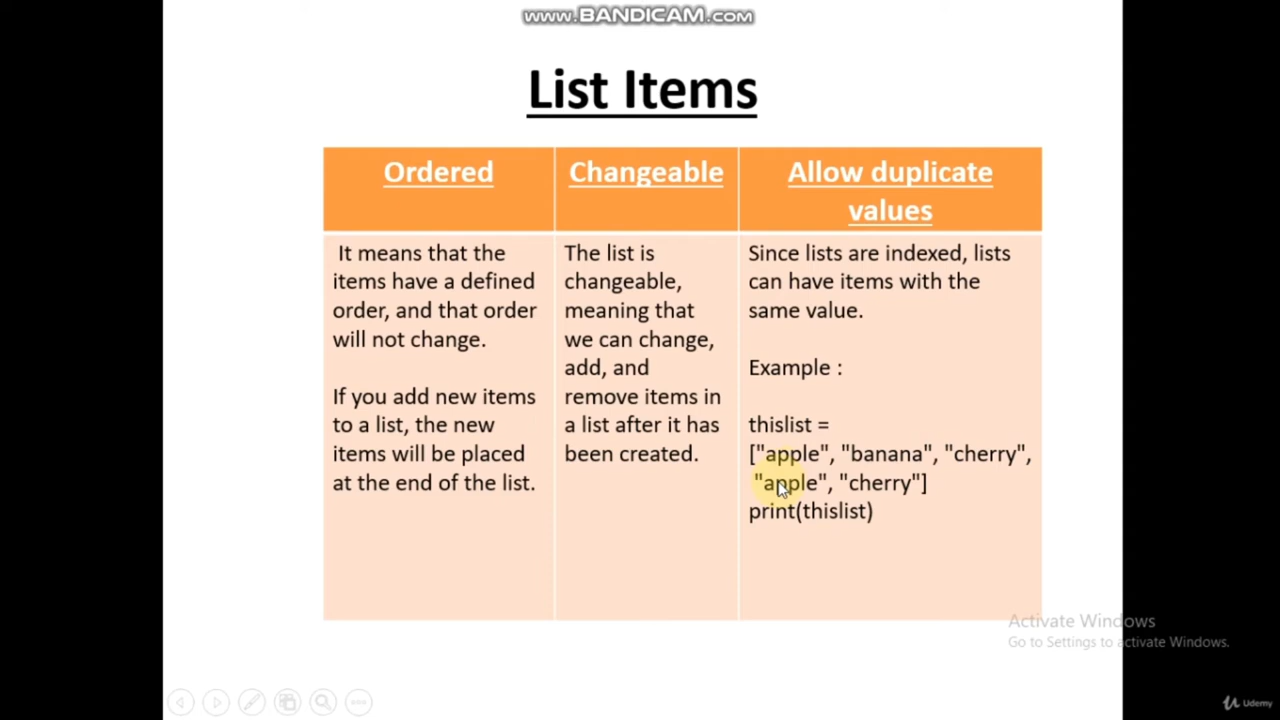 www.BANDICAM.com
List Items
Ordered
Changeable
Allow duplicate
values
It means that the
items have a defined
order, and that order
will not change.
If you add new items
to a list, the new
items will be placed
at the end of the list.
The list is
changeable,
meaning that
we can change,
add, and
remove items in
a list after it has
been created.
Since lists are indexed, lists
can have items with the
same value.
Example :
thislist =
["apple", "banana", "cherry",
"apple", "cherry"]
print(thislist)
Activate Windows
Go to Settings to activate Windows.
Udemy